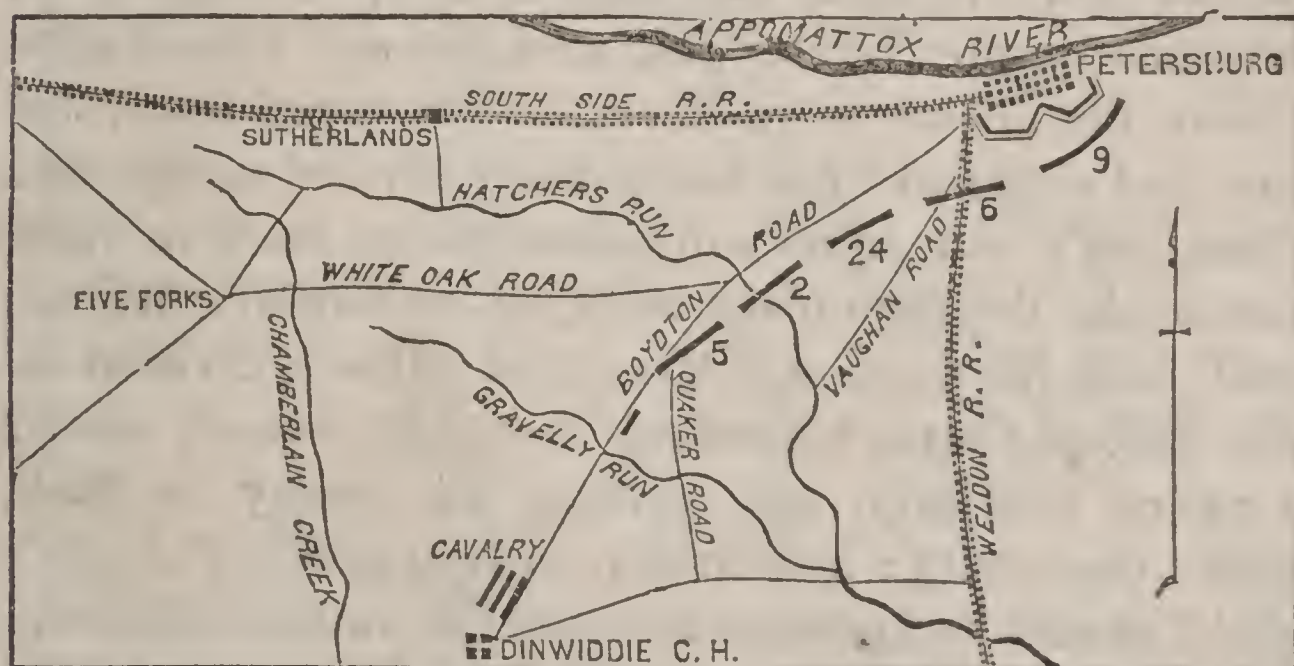 APPOMATTOX RIVER
PETERSBURG
SOUTH SIDE R.R.
SUTHERLANDS
9
HATCHERS RUN
6
BOYDTON ROAD
24
VAUGHAN ROAD
WHITE OAK ROAD
2
EIVE FORKS
5
CHAMBERLAIN CREEK
GRAVELLY RUN
QUAKER ROAD
WELDON R.R.
CAVALRY
DINWIDDIE C.H.